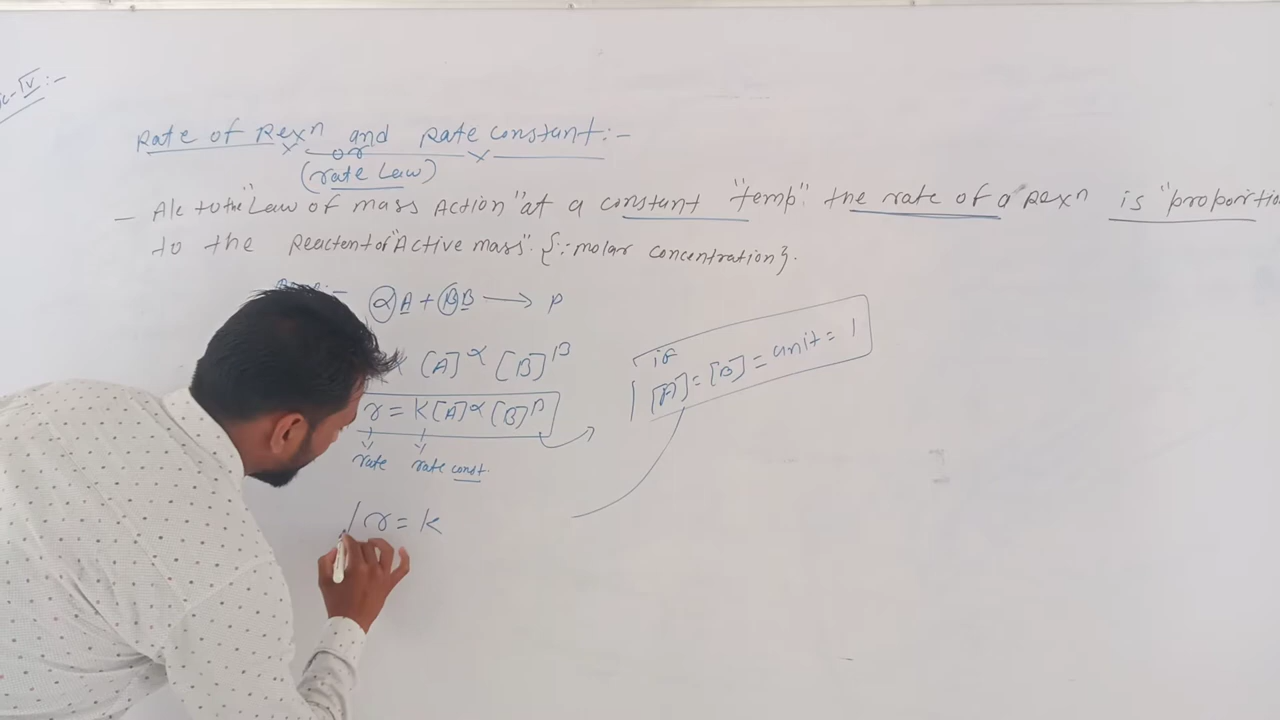 Rate of Rexⁿ and Rate constant:-
or
(rate Law)
- A/c to the "Law of mass Action" at a constant "temp". the rate of a Rexⁿ is "proportio
to the Reactent or "Active mass". {∵ molar concentration}.
αA + βB ⟶ P
[A]^α [B]^β
r = K[A]^α [B]^β
rate rate const.
if
[A] = [B] = unit = 1
r = K